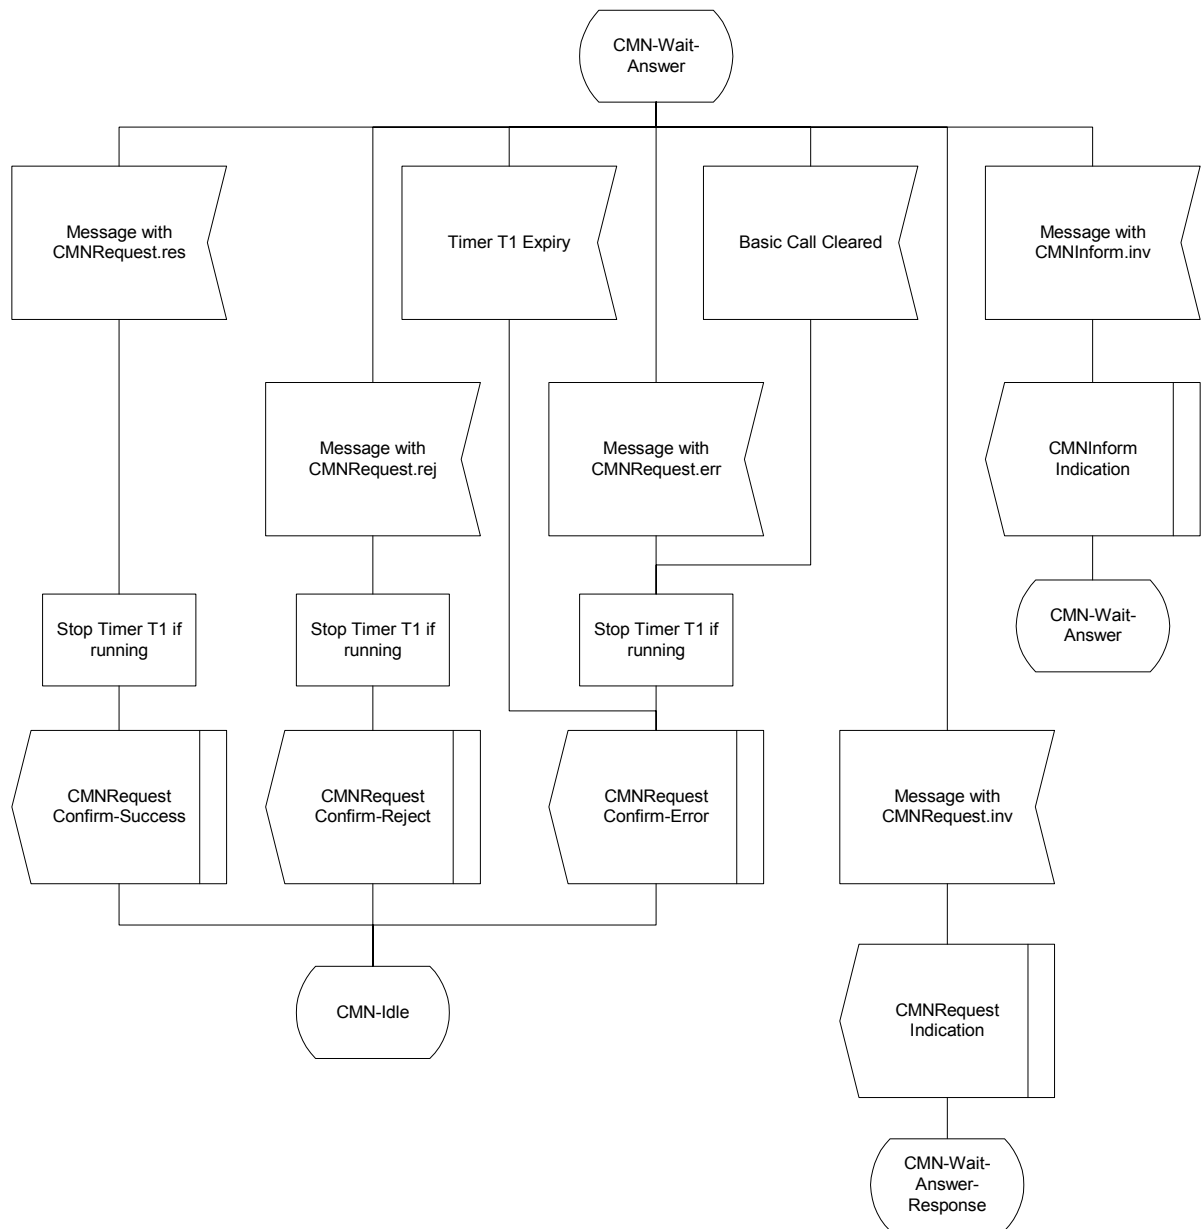 CMN-Wait-
Answer
Message with
CMNRequest.res
Timer T1 Expiry
Basic Call Cleared
Message with
CMNInform.inv
Message with
CMNRequest.rej
Message with
CMNRequest.err
CMNInform
Indication
Stop Timer T1 if
running
Stop Timer T1 if
running
Stop Timer T1 if
running
CMN-Wait-
Answer
CMNRequest
Confirm-Success
CMNRequest
Confirm-Reject
CMNRequest
Confirm-Error
Message with
CMNRequest.inv
CMN-Idle
CMNRequest
Indication
CMN-Wait-
Answer-
Response